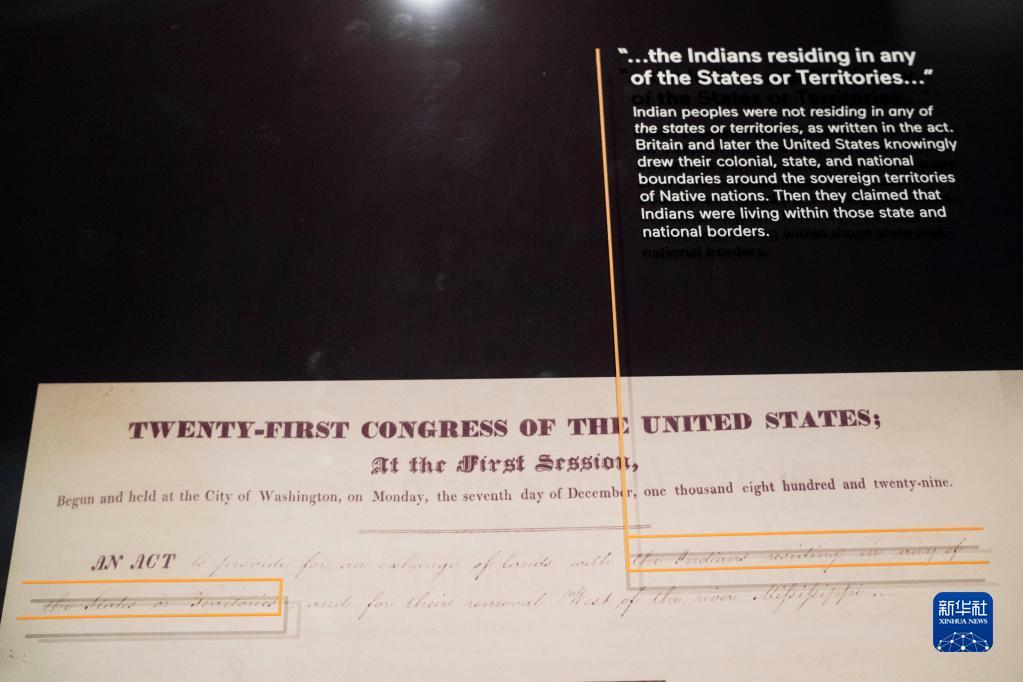 “...the Indians residing in any
of the States or Territories...”
Indian peoples were not residing in any of
the states or territories, as written in the act.
Britain and later the United States knowingly
drew their colonial, state, and national
boundaries around the sovereign territories
of Native nations. Then they claimed that
Indians were living within those state and
national borders.
TWENTY-FIRST CONGRESS OF THE UNITED STATES;
At the First Session,
Begun and held at the City of Washington, on Monday, the seventh day of December, one thousand eight hundred and twenty-nine.
AN ACT to provide for an exchange of lands with the Indians residing in any of
the States or Territories, and for their removal West of the river Mississippi...
新华社
XINHUA NEWS